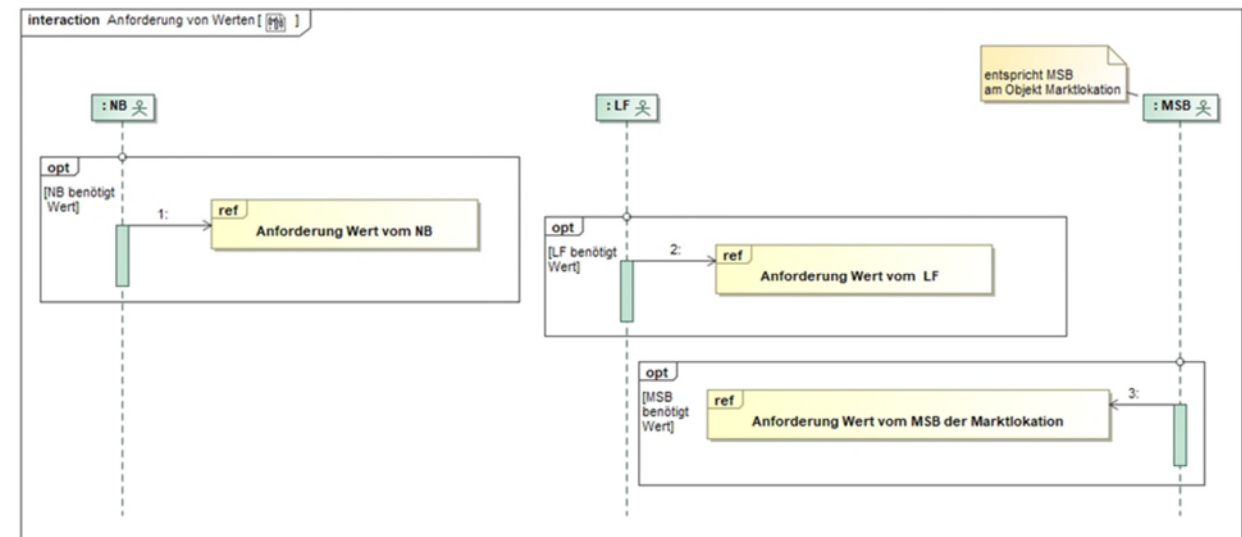 interaction Anforderung von Werten [ ]
entspricht MSB
am Objekt Marktlokation
: NB
: LF
: MSB
opt
[NB benötigt
Wert]
1:
ref
Anforderung Wert vom NB
opt
[LF benötigt
Wert]
2:
ref
Anforderung Wert vom LF
opt
[MSB
benötigt
Wert]
ref
Anforderung Wert vom MSB der Marktlokation
3: